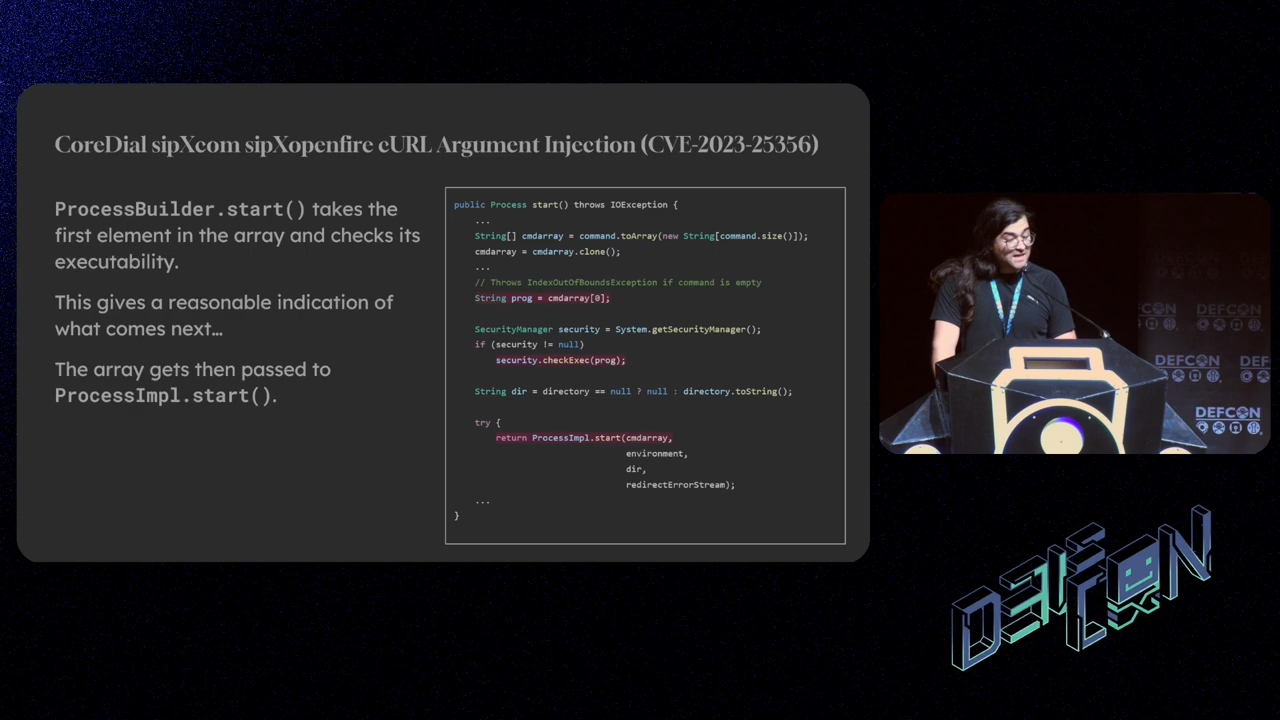 CoreDial sipXcom sipXopenfire cURL Argument Injection (CVE-2023-25356)
ProcessBuilder.start() takes the
first element in the array and checks its
executability.
This gives a reasonable indication of
what comes next...
The array gets then passed to
ProcessImpl.start().
public Process start() throws IOException {
...
String[] cmdarray = command.toArray(new String[command.size()]);
cmdarray = cmdarray.clone();
...
// Throws IndexOutOfBoundsException if command is empty
String prog = cmdarray[0];
SecurityManager security = System.getSecurityManager();
if (security != null)
security.checkExec(prog);
String dir = directory == null ? null : directory.toString();
try {
return ProcessImpl.start(cmdarray,
environment,
dir,
redirectErrorStream);
...
}
DEFCON
DEFCON
DEFCON
DEFCON
DEFCON
DEFCON